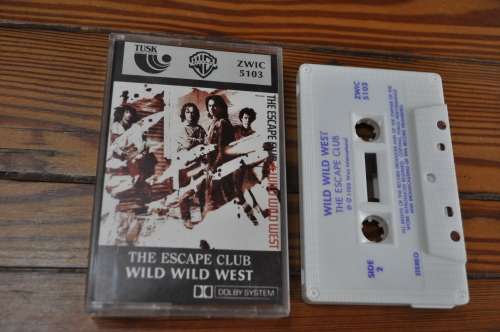 TUSK
ZWIC
5103
THE ESCAPE CLUB WILD WILD WEST
THE ESCAPE CLUB
WILD WILD WEST
DOLBY SYSTEM
ZWIC
5103
WILD WILD WEST
THE ESCAPE CLUB
SIDE
2
STEREO